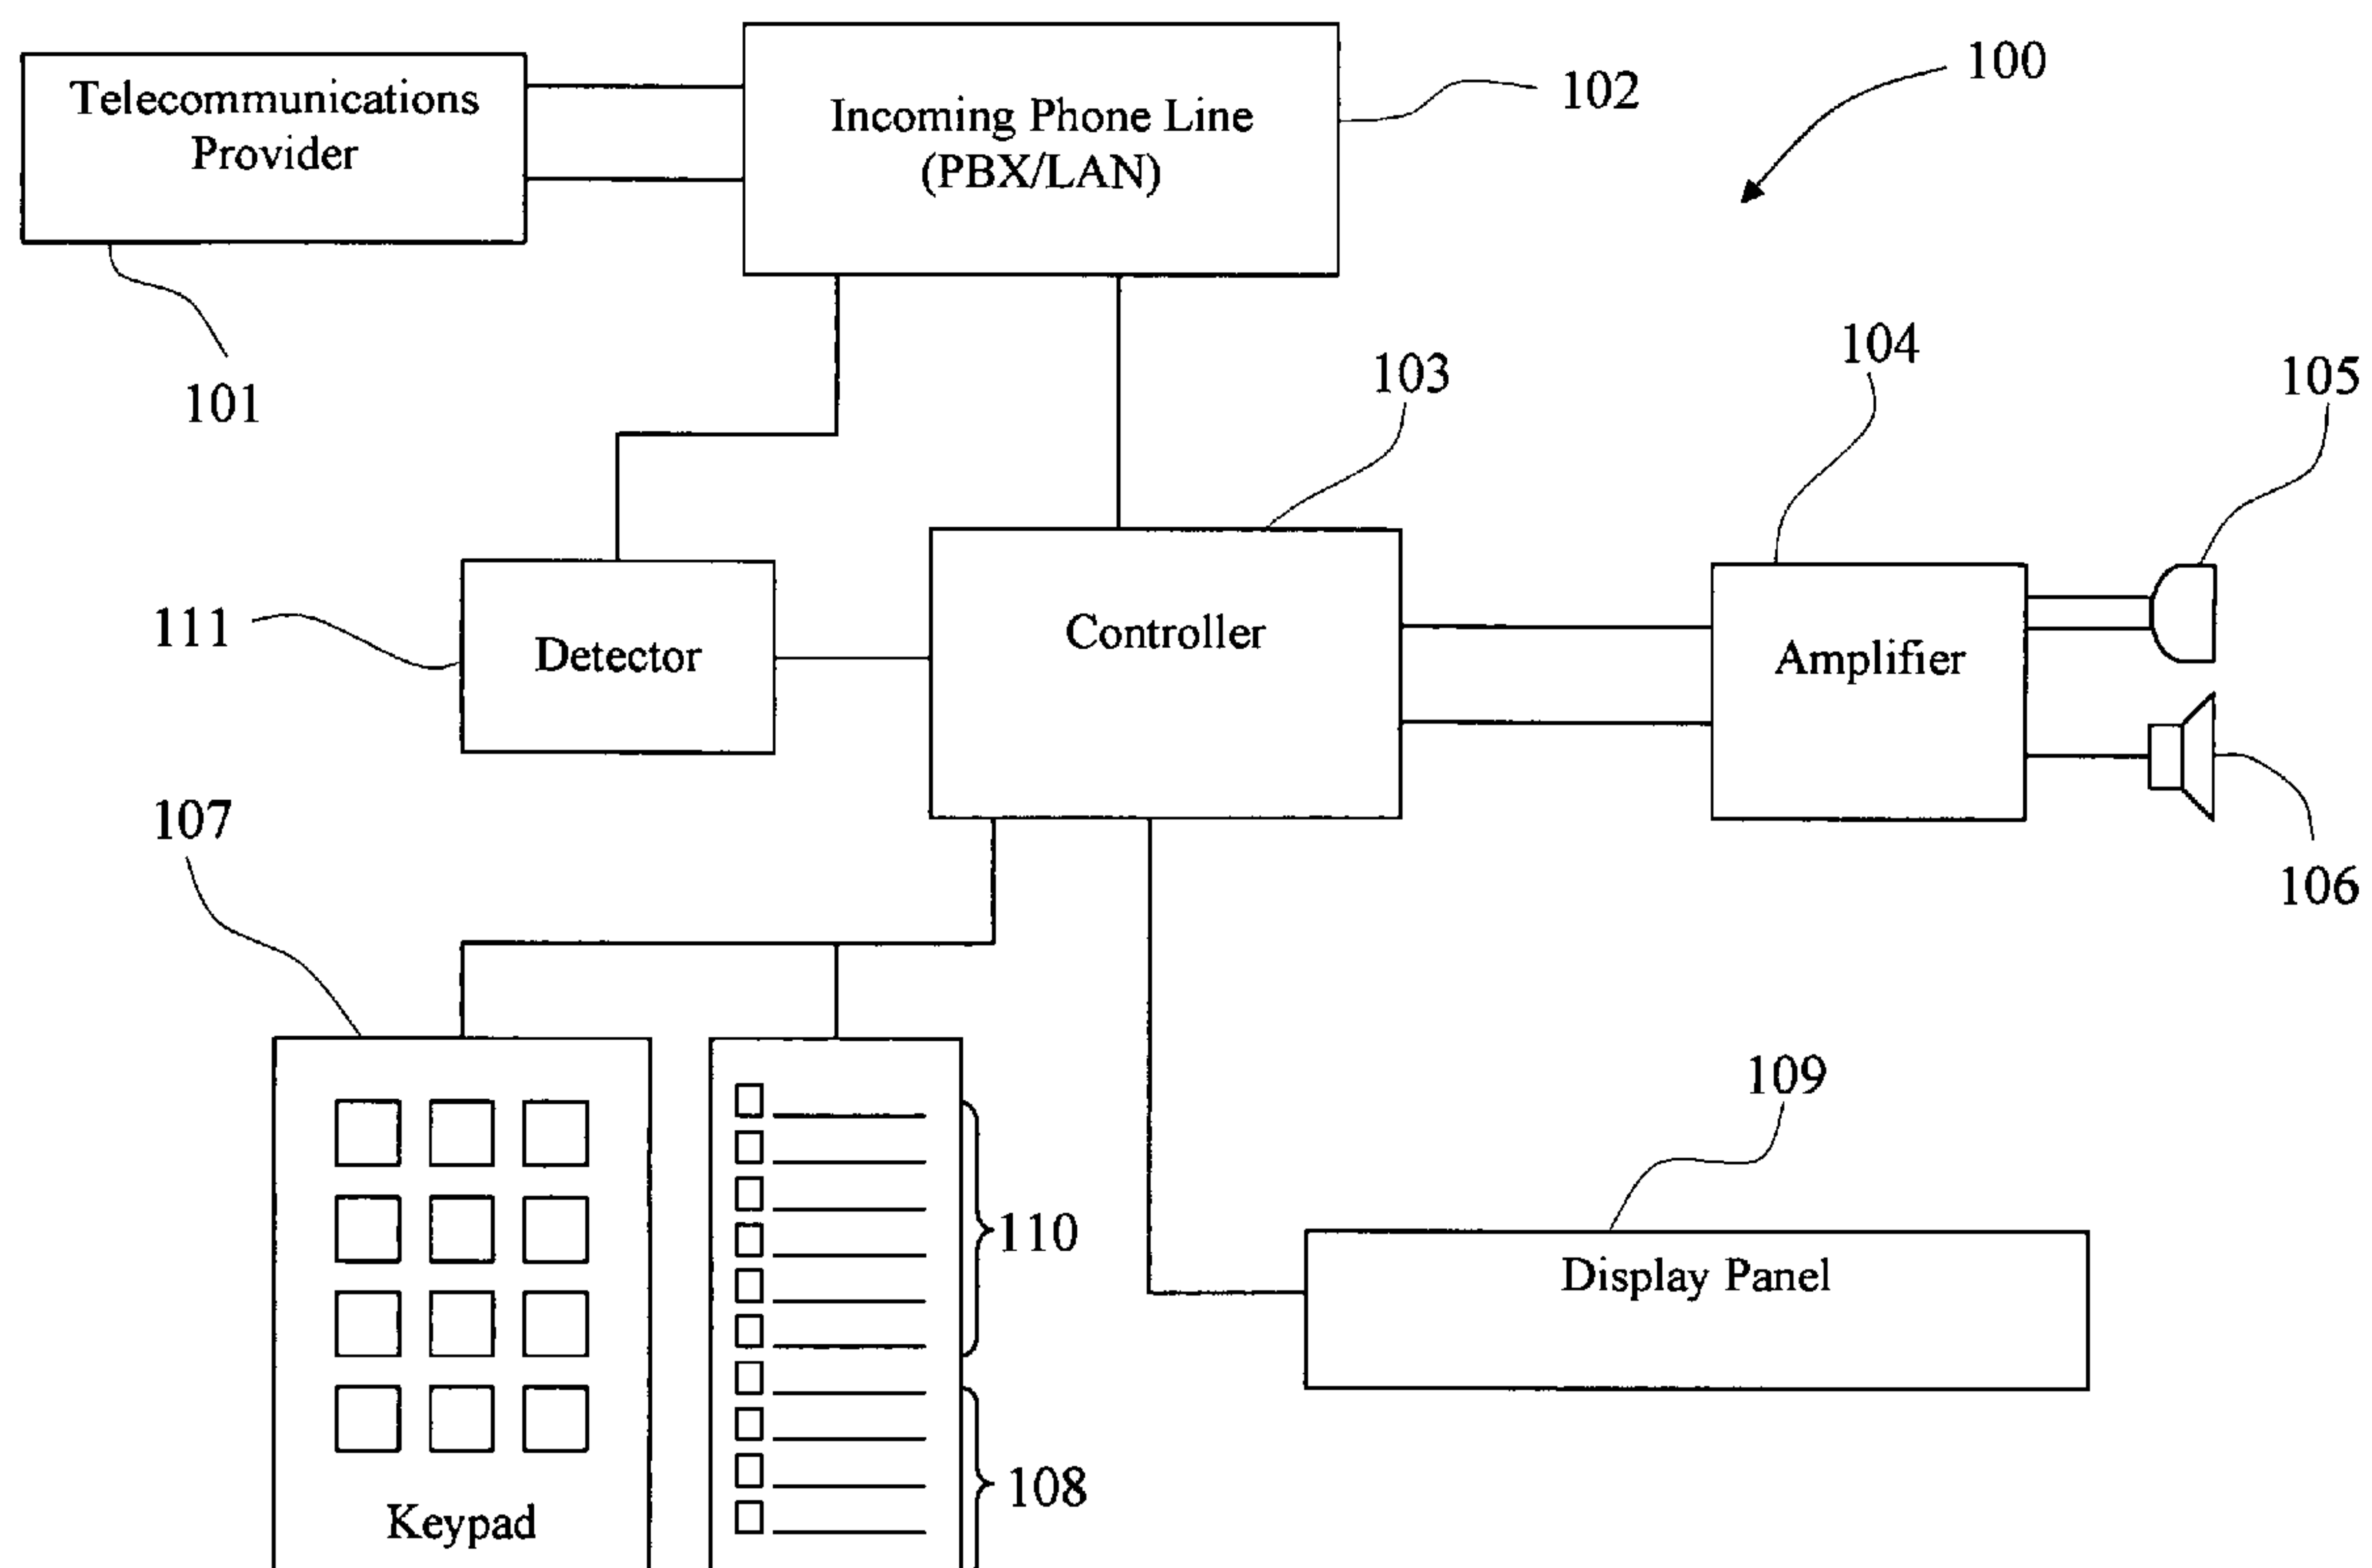 Telecommunications
Provider
Incoming Phone Line
(PBX/LAN)
102
100
101
103
104
105
111
Detector
Controller
Amplifier
107
106
109
110
Display Panel
108
Keypad